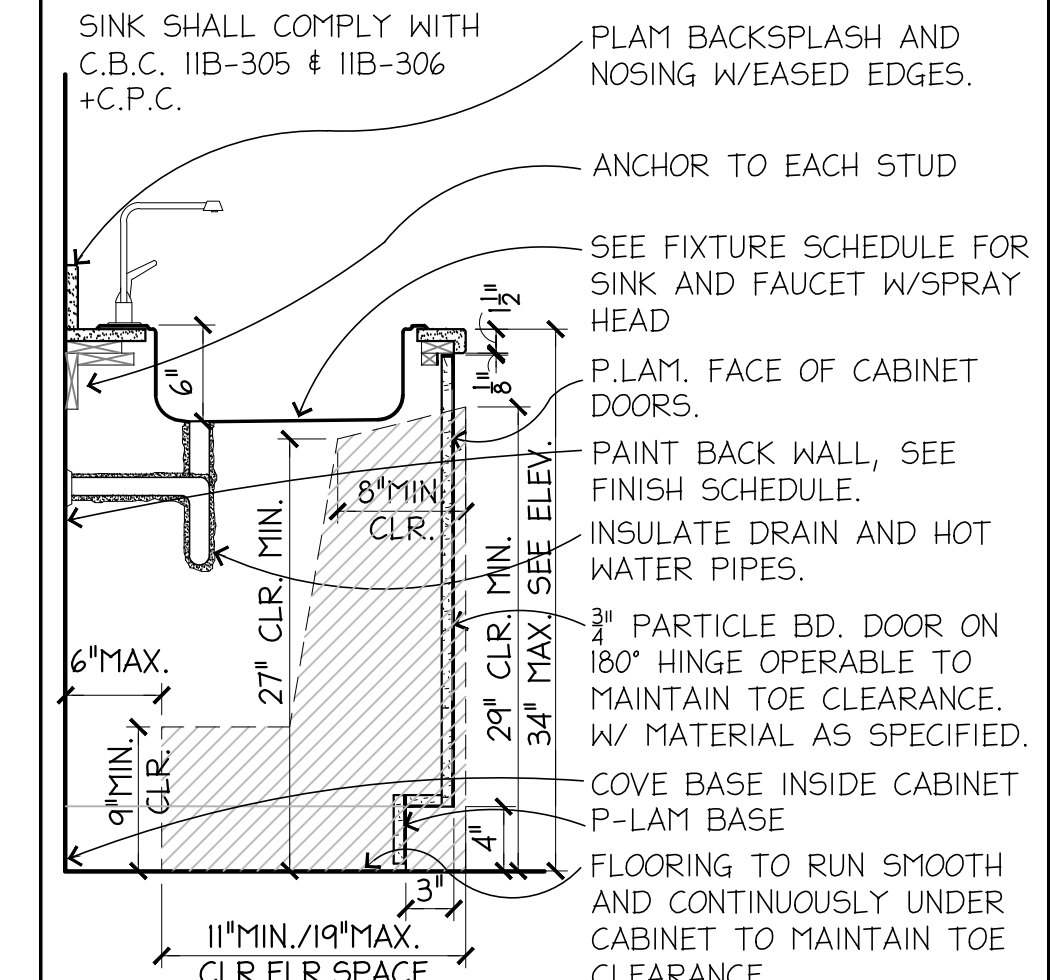 SINK SHALL COMPLY WITH
C.B.C. 11B-305 & 11B-306
+C.P.C.
PLAM BACKSPLASH AND
NOSING W/EASED EDGES.
ANCHOR TO EACH STUD
SEE FIXTURE SCHEDULE FOR
SINK AND FAUCET W/SPRAY
HEAD
P.LAM. FACE OF CABINET
DOORS.
PAINT BACK WALL, SEE
FINISH SCHEDULE.
INSULATE DRAIN AND HOT
WATER PIPES.
3/4" PARTICLE BD. DOOR ON
180° HINGE OPERABLE TO
MAINTAIN TOE CLEARANCE.
W/ MATERIAL AS SPECIFIED.
COVE BASE INSIDE CABINET
P-LAM BASE
FLOORING TO RUN SMOOTH
AND CONTINUOUSLY UNDER
CABINET TO MAINTAIN TOE
CLEARANCE
1 1/2"
1 1/8"
6"
8"MIN.
CLR.
27" CLR. MIN.
29" CLR. MIN.
34" MAX. SEE ELEV.
6"MAX.
9"MIN.
CLR.
4"
3"
11"MIN./19"MAX.
CLR FLR SPACE